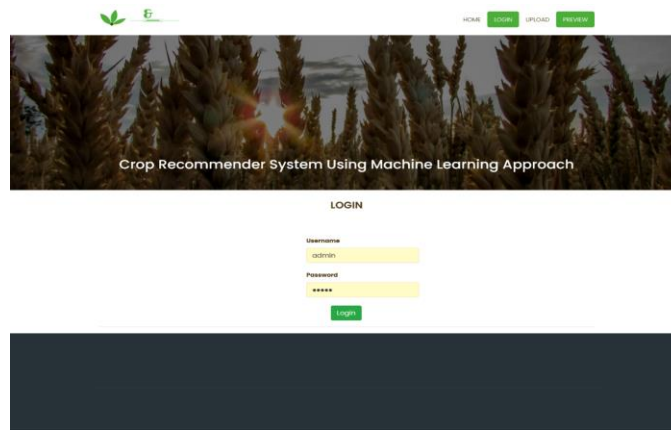 &
HOME LOGIN UPLOAD PREVIEW
Crop Recommender System Using Machine Learning Approach
LOGIN
Username
admin
Password
*****
Login